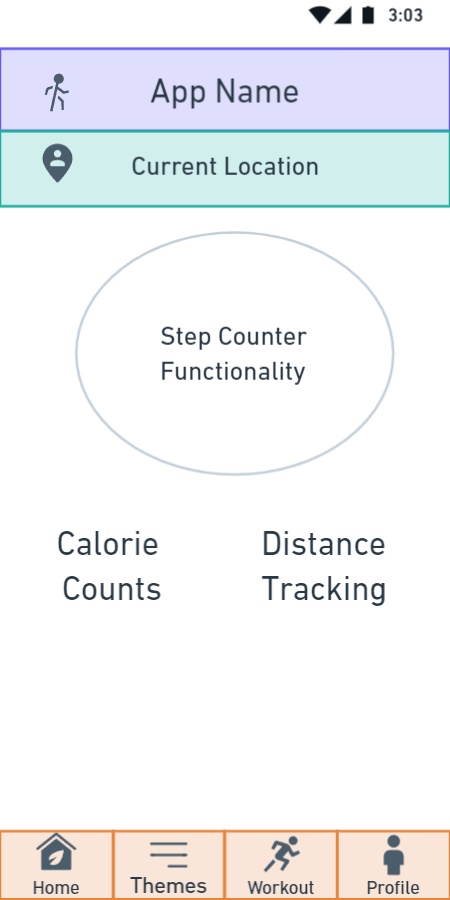 3:03
App Name
Current Location
Step Counter
Functionality
Calorie
Counts
Distance
Tracking
Home
Themes
Workout
Profile